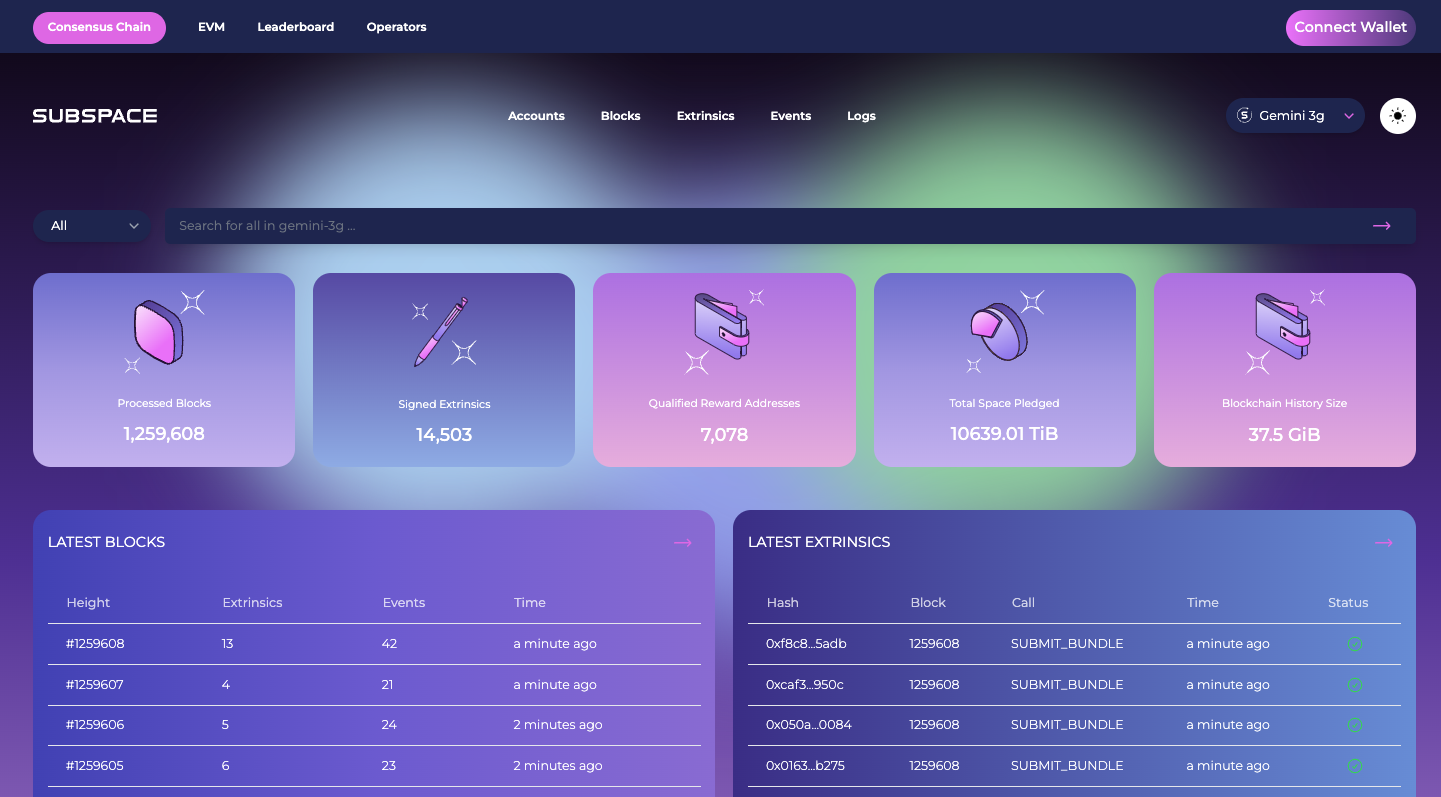 Consensus Chain EVM Leaderboard Operators Connect Wallet
SUBSPACE Accounts Blocks Extrinsics Events Logs Gemini 3g
All Search for all in gemini-3g ...
Processed Blocks Signed Extrinsics Qualified Reward Addresses Total Space Pledged Blockchain History Size
1,259,608 14,503 7,078 10639.01 TiB 37.5 GiB
LATEST BLOCKS
Height Extrinsics Events Time
#1259608 13 42 a minute ago
#1259607 4 21 a minute ago
#1259606 5 24 2 minutes ago
#1259605 6 23 2 minutes ago
LATEST EXTRINSICS
Hash Block Call Time Status
0xf8c8...5adb 1259608 SUBMIT_BUNDLE a minute ago
0xcaf3...950c 1259608 SUBMIT_BUNDLE a minute ago
0x050a...0084 1259608 SUBMIT_BUNDLE a minute ago
0x0163...b275 1259608 SUBMIT_BUNDLE a minute ago